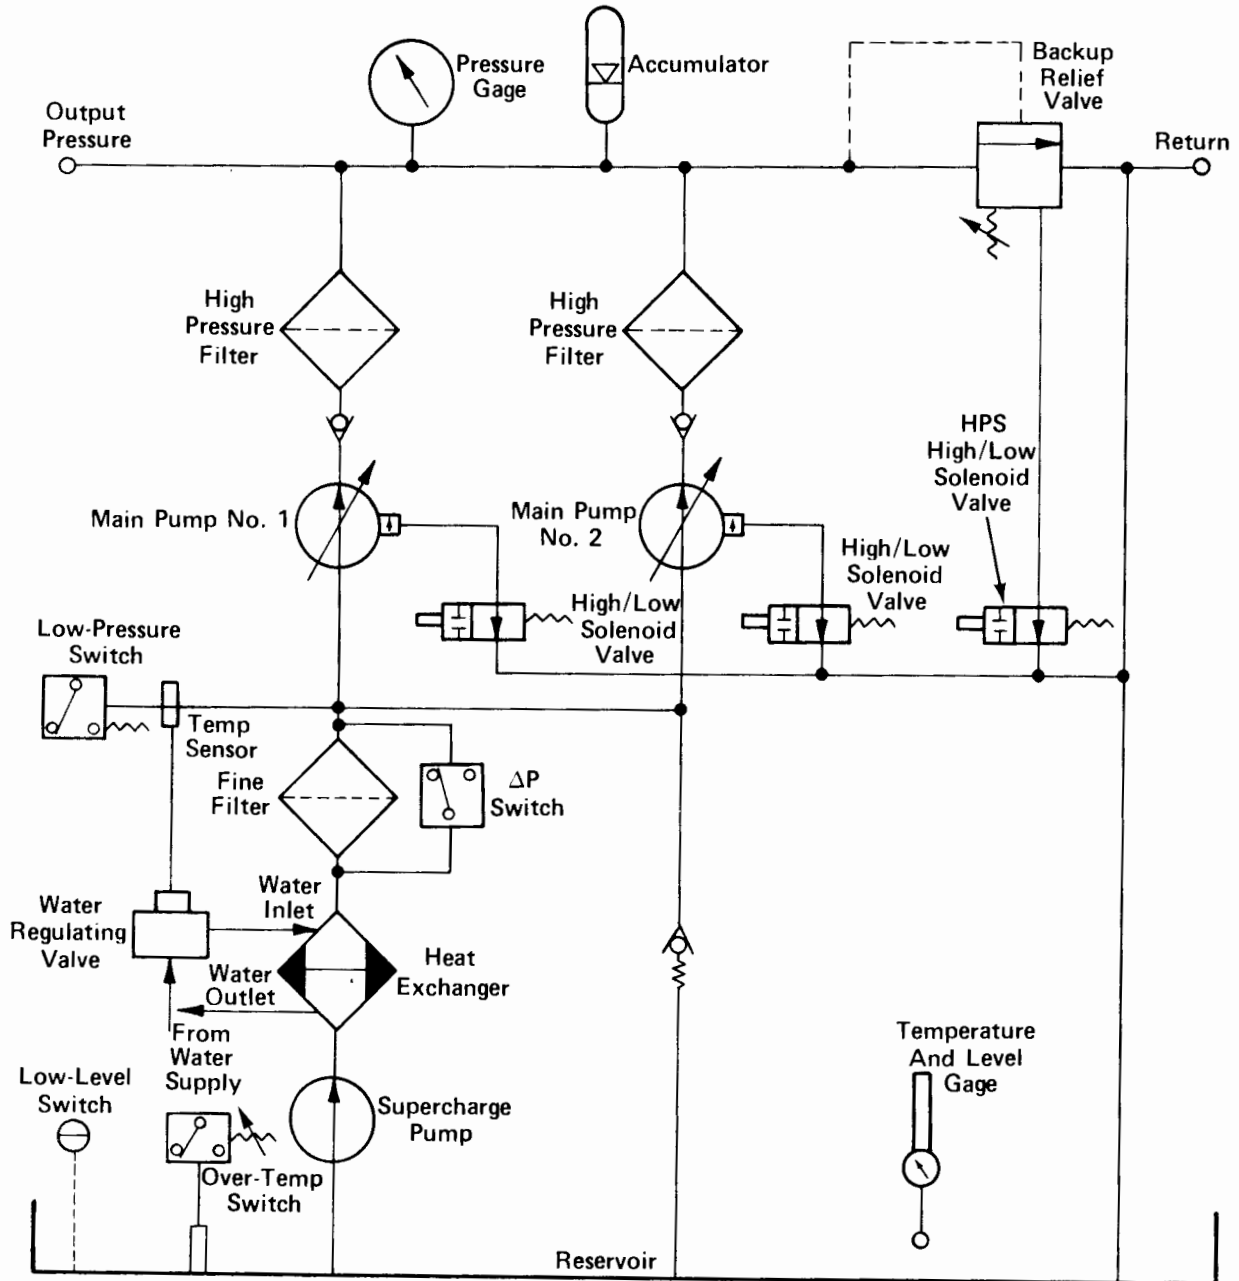 Pressure
Gage
Accumulator
Backup
Relief
Valve
Output
Pressure
Return
High
Pressure
Filter
High
Pressure
Filter
HPS
High/Low
Solenoid
Valve
Main Pump No. 1
Main Pump
No. 2
High/Low
Solenoid
Valve
High/Low
Solenoid
Valve
Low-Pressure
Switch
Temp
Sensor
Fine
Filter
ΔP
Switch
Water
Inlet
Water
Regulating
Valve
Heat
Exchanger
Water
Outlet
From
Water
Supply
Temperature
And Level
Gage
Low-Level
Switch
Supercharge
Pump
Over-Temp
Switch
Reservoir